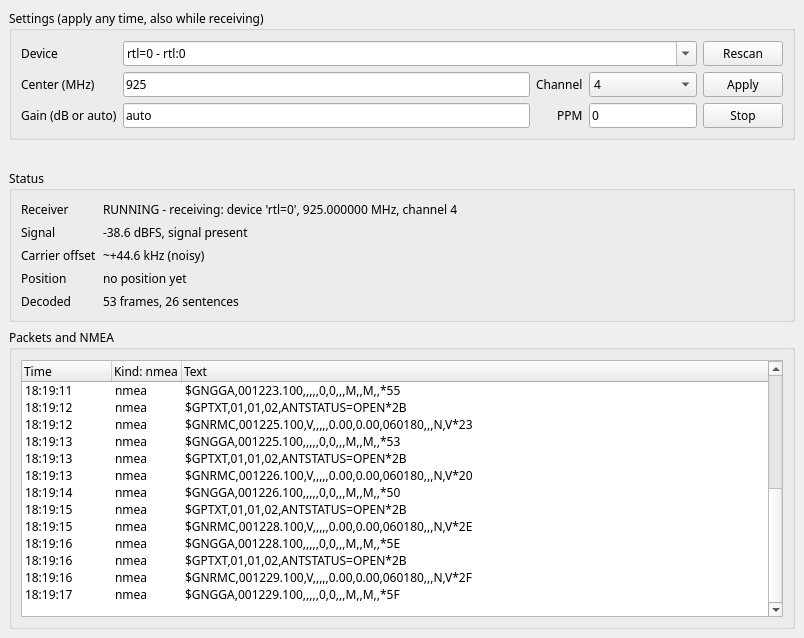 Settings (apply any time, also while receiving)
Device rtl=0 - rtl:0 Rescan
Center (MHz) 925 Channel 4 Apply
Gain (dB or auto) auto PPM 0 Stop
Status
Receiver RUNNING - receiving: device 'rtl=0', 925.000000 MHz, channel 4
Signal -38.6 dBFS, signal present
Carrier offset ~+44.6 kHz (noisy)
Position no position yet
Decoded 53 frames, 26 sentences
Packets and NMEA
Time Kind: nmea Text
18:19:11 nmea $GNGGA,001223.100,,,,,0,0,,,M,,M,,*55
18:19:12 nmea $GPTXT,01,01,02,ANTSTATUS=OPEN*2B
18:19:12 nmea $GNRMC,001225.100,V,,,,,0.00,0.00,060180,,,N,V*23
18:19:13 nmea $GNGGA,001225.100,,,,,0,0,,,M,,M,,*53
18:19:13 nmea $GPTXT,01,01,02,ANTSTATUS=OPEN*2B
18:19:13 nmea $GNRMC,001226.100,V,,,,,0.00,0.00,060180,,,N,V*20
18:19:14 nmea $GNGGA,001226.100,,,,,0,0,,,M,,M,,*50
18:19:15 nmea $GPTXT,01,01,02,ANTSTATUS=OPEN*2B
18:19:15 nmea $GNRMC,001228.100,V,,,,,0.00,0.00,060180,,,N,V*2E
18:19:16 nmea $GNGGA,001228.100,,,,,0,0,,,M,,M,,*5E
18:19:16 nmea $GPTXT,01,01,02,ANTSTATUS=OPEN*2B
18:19:16 nmea $GNRMC,001229.100,V,,,,,0.00,0.00,060180,,,N,V*2F
18:19:17 nmea $GNGGA,001229.100,,,,,0,0,,,M,,M,,*5F